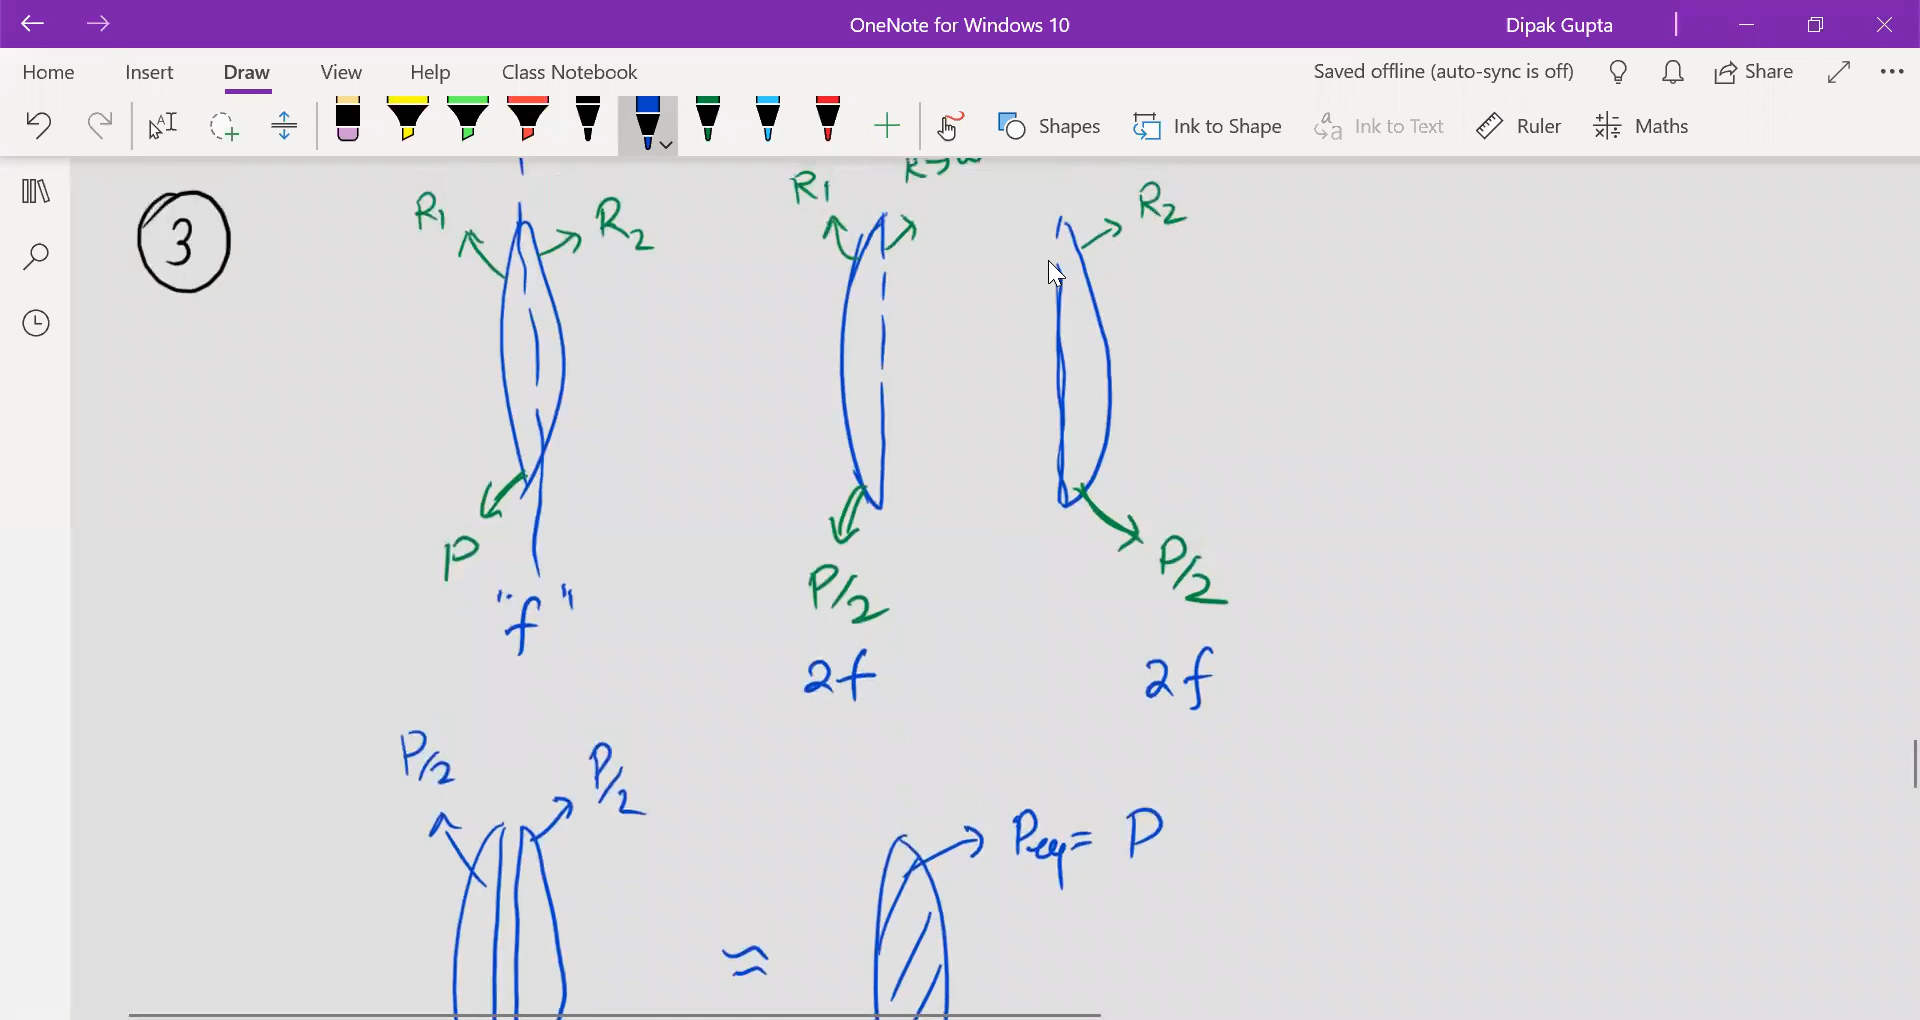 OneNote for Windows 10
Dipak Gupta
Home Insert Draw View Help Class Notebook
Saved offline (auto-sync is off) Share
Shapes Ink to Shape Ink to Text Ruler Maths
3
R1 R2
R1
R2
P
"f"
P/2
2f
P/2
2f
P/2 P/2
Peq = P
≈